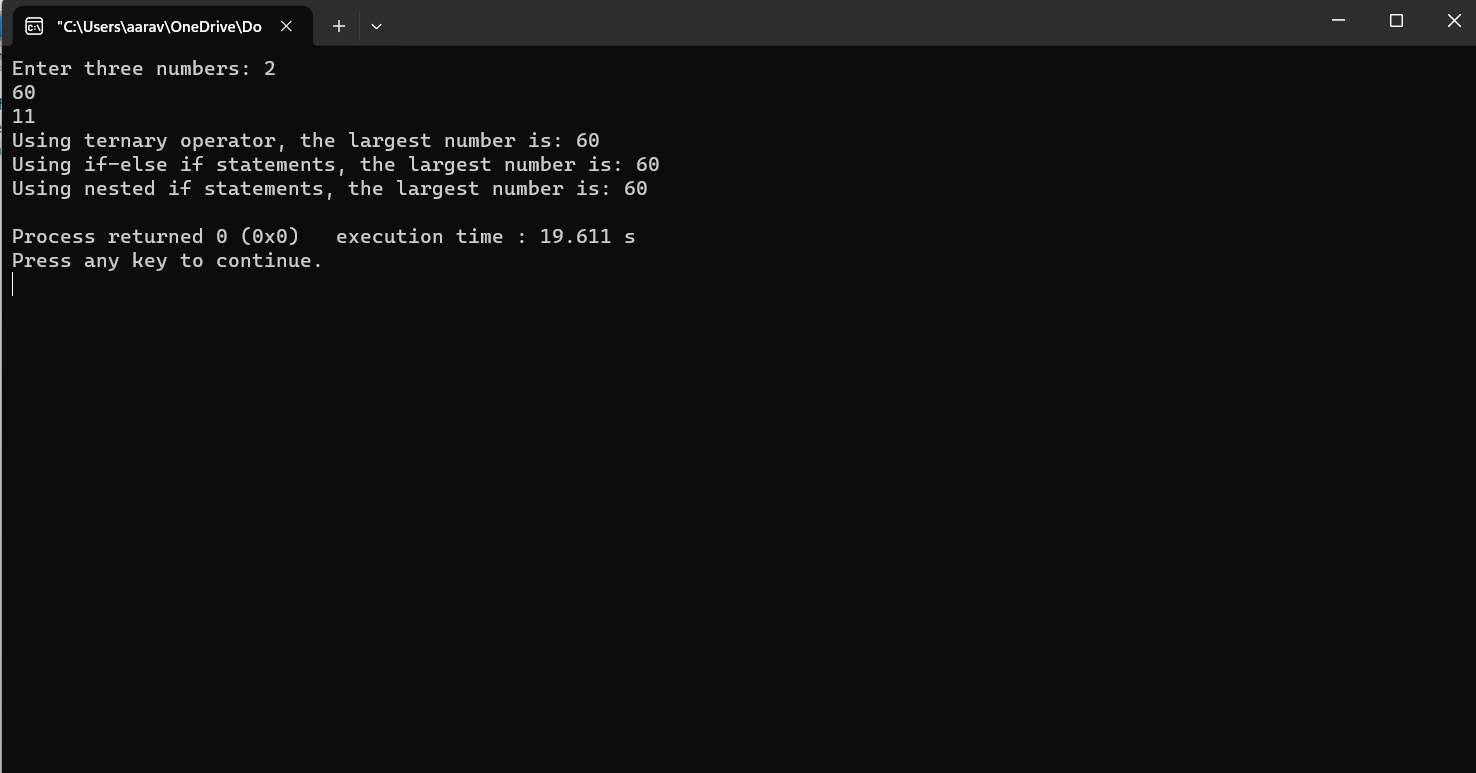 "C:\Users\aarav\OneDrive\Do
Enter three numbers: 2
60
11
Using ternary operator, the largest number is: 60
Using if-else if statements, the largest number is: 60
Using nested if statements, the largest number is: 60
Process returned 0 (0x0)   execution time : 19.611 s
Press any key to continue.